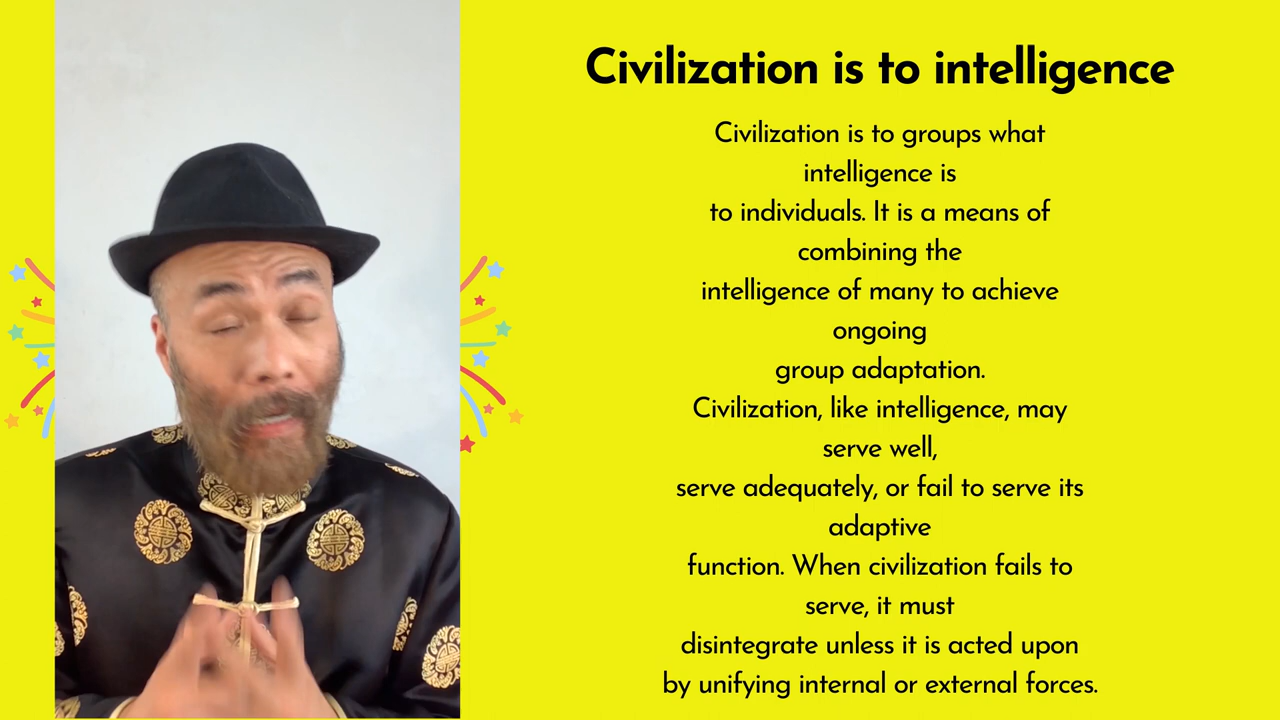 Civilization is to intelligence
Civilization is to groups what
intelligence is
to individuals. It is a means of
combining the
intelligence of many to achieve
ongoing
group adaptation.
Civilization, like intelligence, may
serve well,
serve adequately, or fail to serve its
adaptive
function. When civilization fails to
serve, it must
disintegrate unless it is acted upon
by unifying internal or external forces.